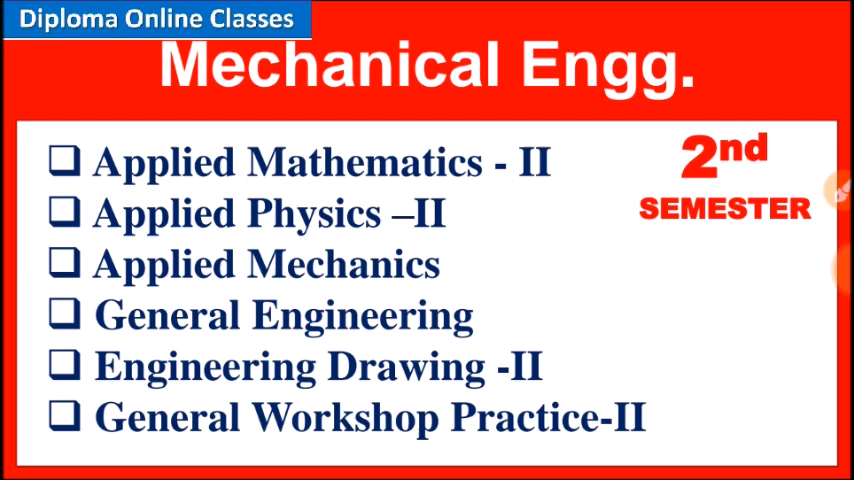 Diploma Online Classes
Mechanical Engg.
2nd
SEMESTER
❑ Applied Mathematics - II
❑ Applied Physics –II
❑ Applied Mechanics
❑ General Engineering
❑ Engineering Drawing -II
❑ General Workshop Practice-II